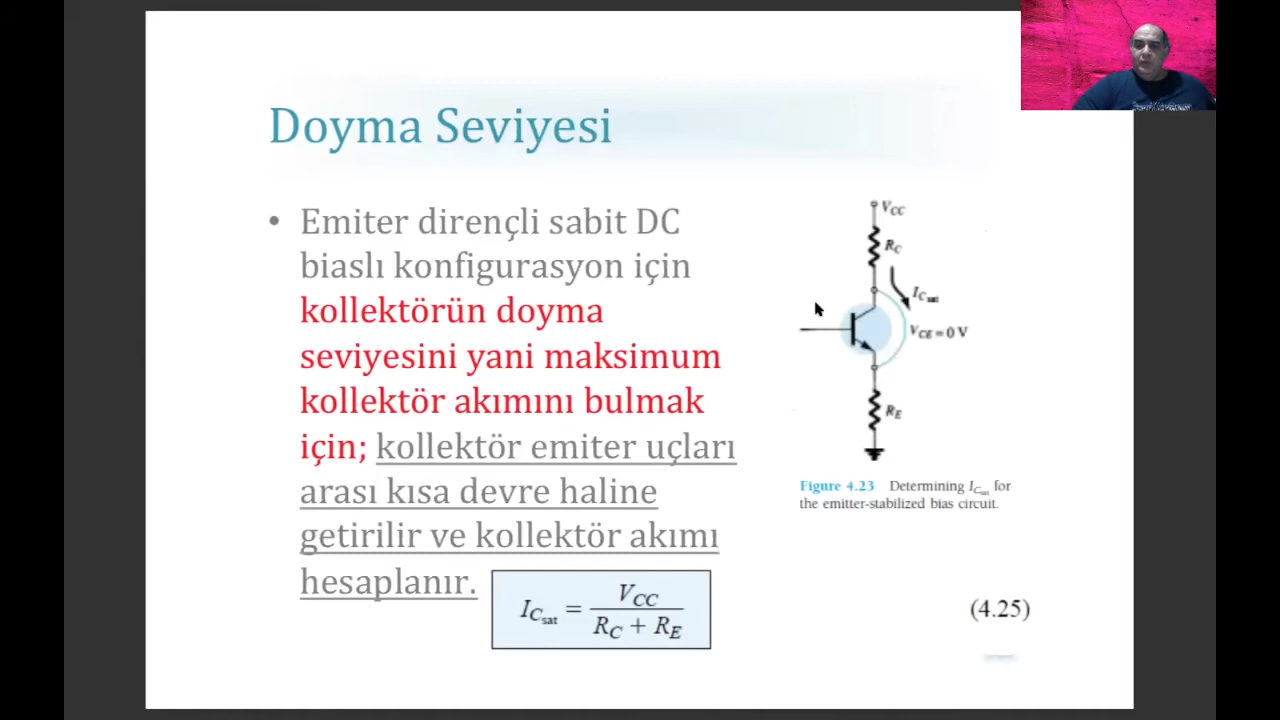 Doyma Seviyesi
• Emiter dirençli sabit DC
biaslı konfigurasyon için
kollektörün doyma
seviyesini yani maksimum
kollektör akımını bulmak
için; kollektör emiter uçları
arası kısa devre haline
getirilir ve kollektör akımı
hesaplanır.
I_Csat = V_CC / (R_C + R_E)
V_CC
R_C
I_Csat
V_CE = 0 V
R_E
Figure 4.23 Determining I_Csat for
the emitter-stabilized bias circuit.
(4.25)